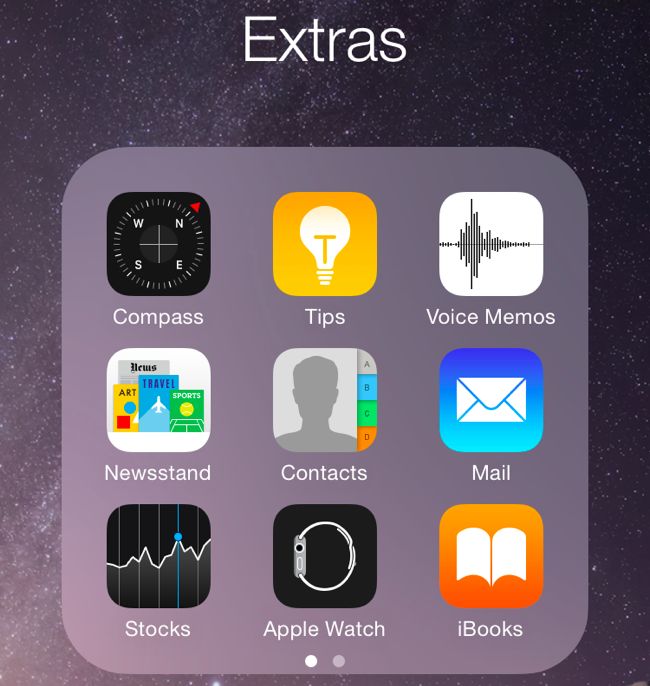 Extras
W N
S E
Compass
T
Tips
Voice Memos
News
ART
TRAVEL
SPORTS
Newsstand
A
B
C
D
Contacts
Mail
Stocks
Apple Watch
iBooks